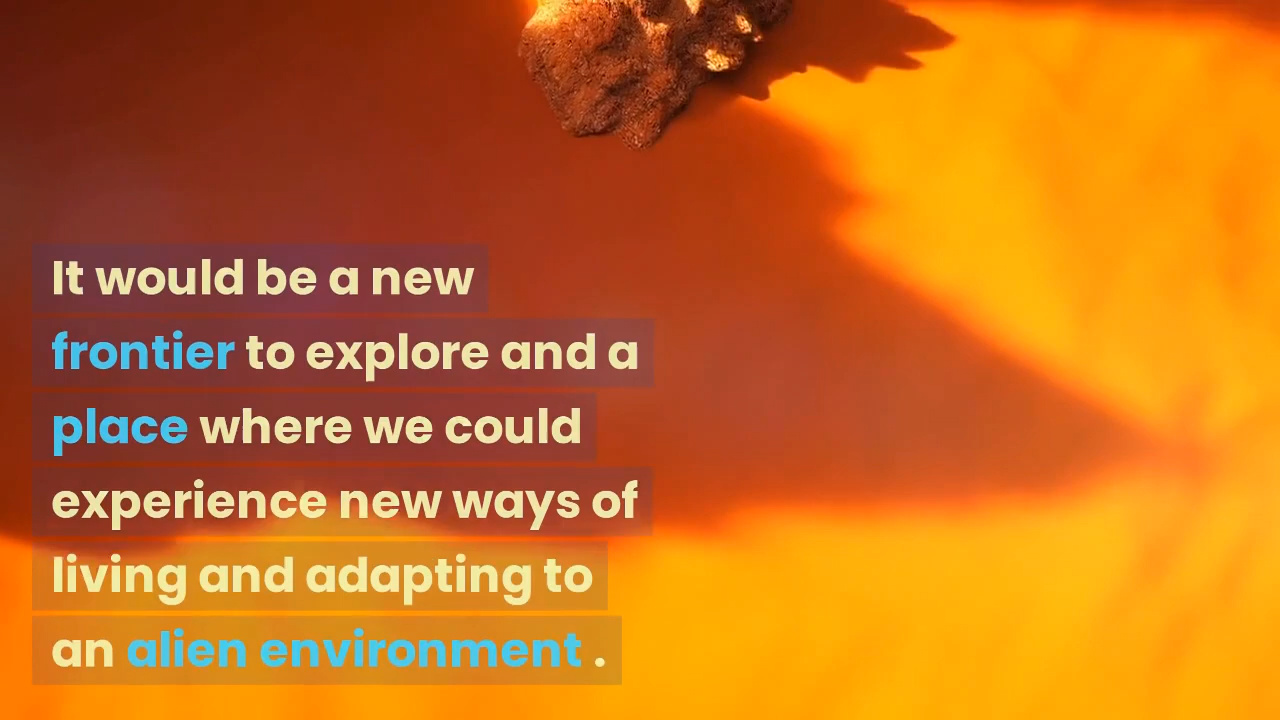 It would be a new
frontier to explore and a
place where we could
experience new ways of
living and adapting to
an alien environment .